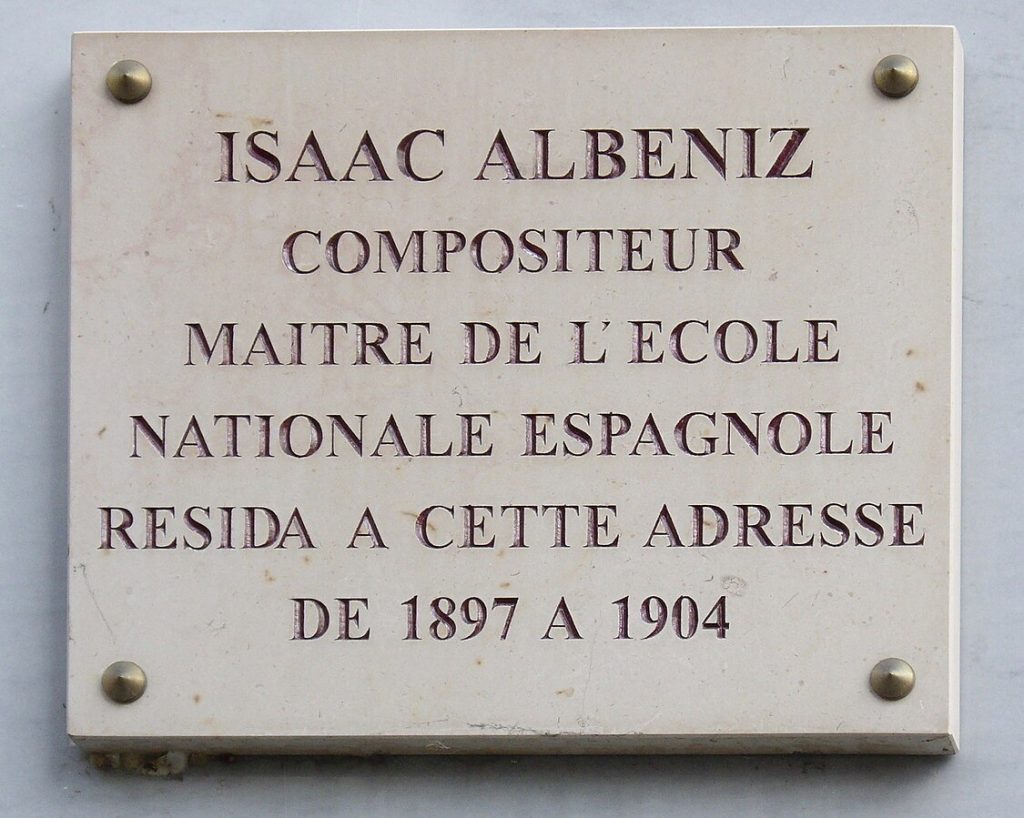 ISAAC ALBENIZ
COMPOSITEUR
MAITRE DE L'ECOLE
NATIONALE ESPAGNOLE
RESIDA A CETTE ADRESSE
DE 1897 A 1904